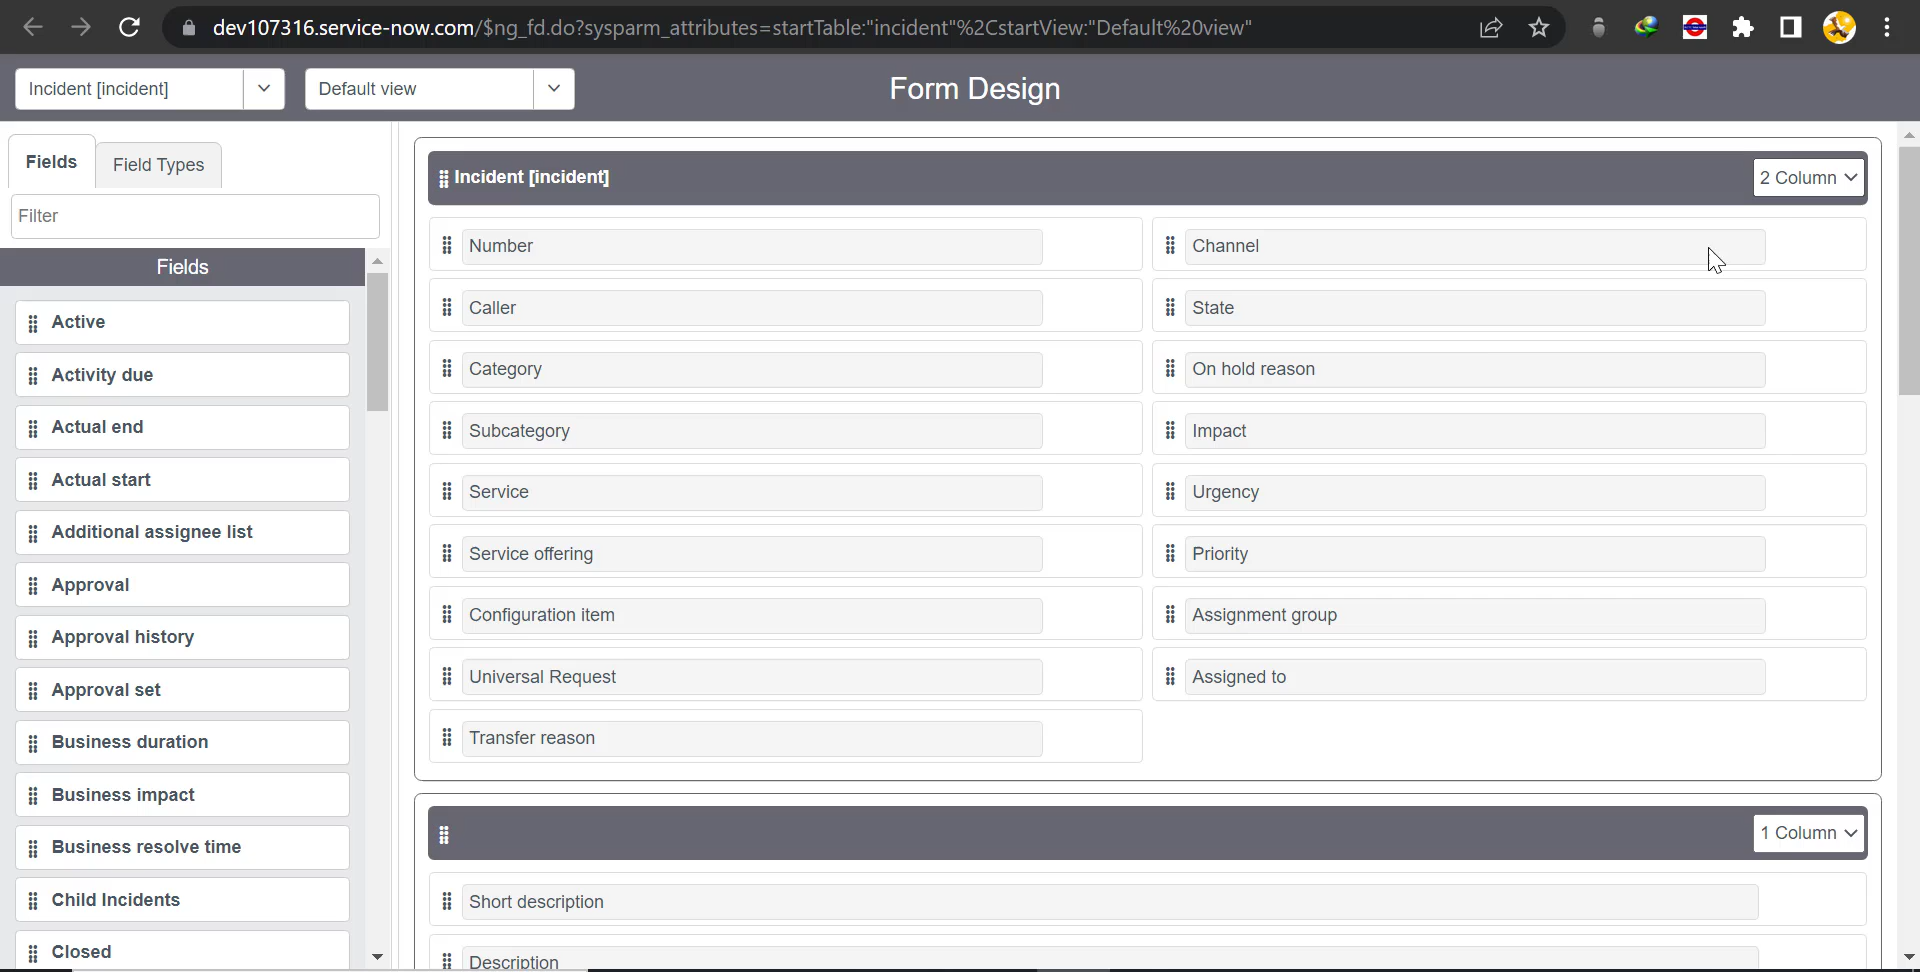 dev107316.service-now.com/$ng_fd.do?sysparm_attributes=startTable:"incident"%2CstartView:"Default%20view"
Incident [incident]
Default view
Form Design
Fields
Field Types
Filter
Fields
Active
Activity due
Actual end
Actual start
Additional assignee list
Approval
Approval history
Approval set
Business duration
Business impact
Business resolve time
Child Incidents
Closed
Incident [incident]
2 Column
Number
Channel
Caller
State
Category
On hold reason
Subcategory
Impact
Service
Urgency
Service offering
Priority
Configuration item
Assignment group
Universal Request
Assigned to
Transfer reason
1 Column
Short description
Description